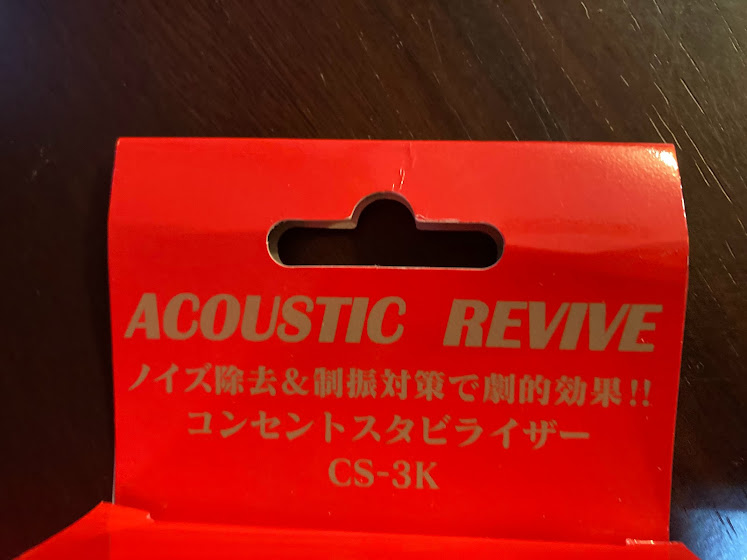 ACOUSTIC REVIVE
ノイズ除去&制振対策で劇的効果!!
コンセントスタビライザー
CS-3K